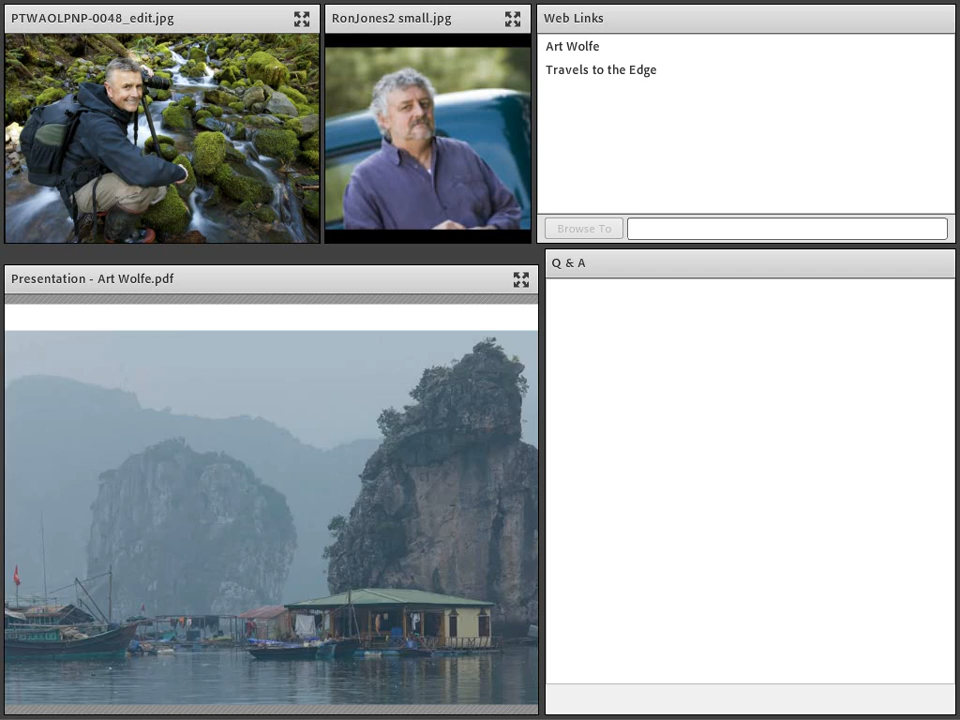 PTWAOLPNP-0048_edit.jpg
RonJones2 small.jpg
Web Links
Art Wolfe
Travels to the Edge
Browse To
Presentation - Art Wolfe.pdf
Q & A